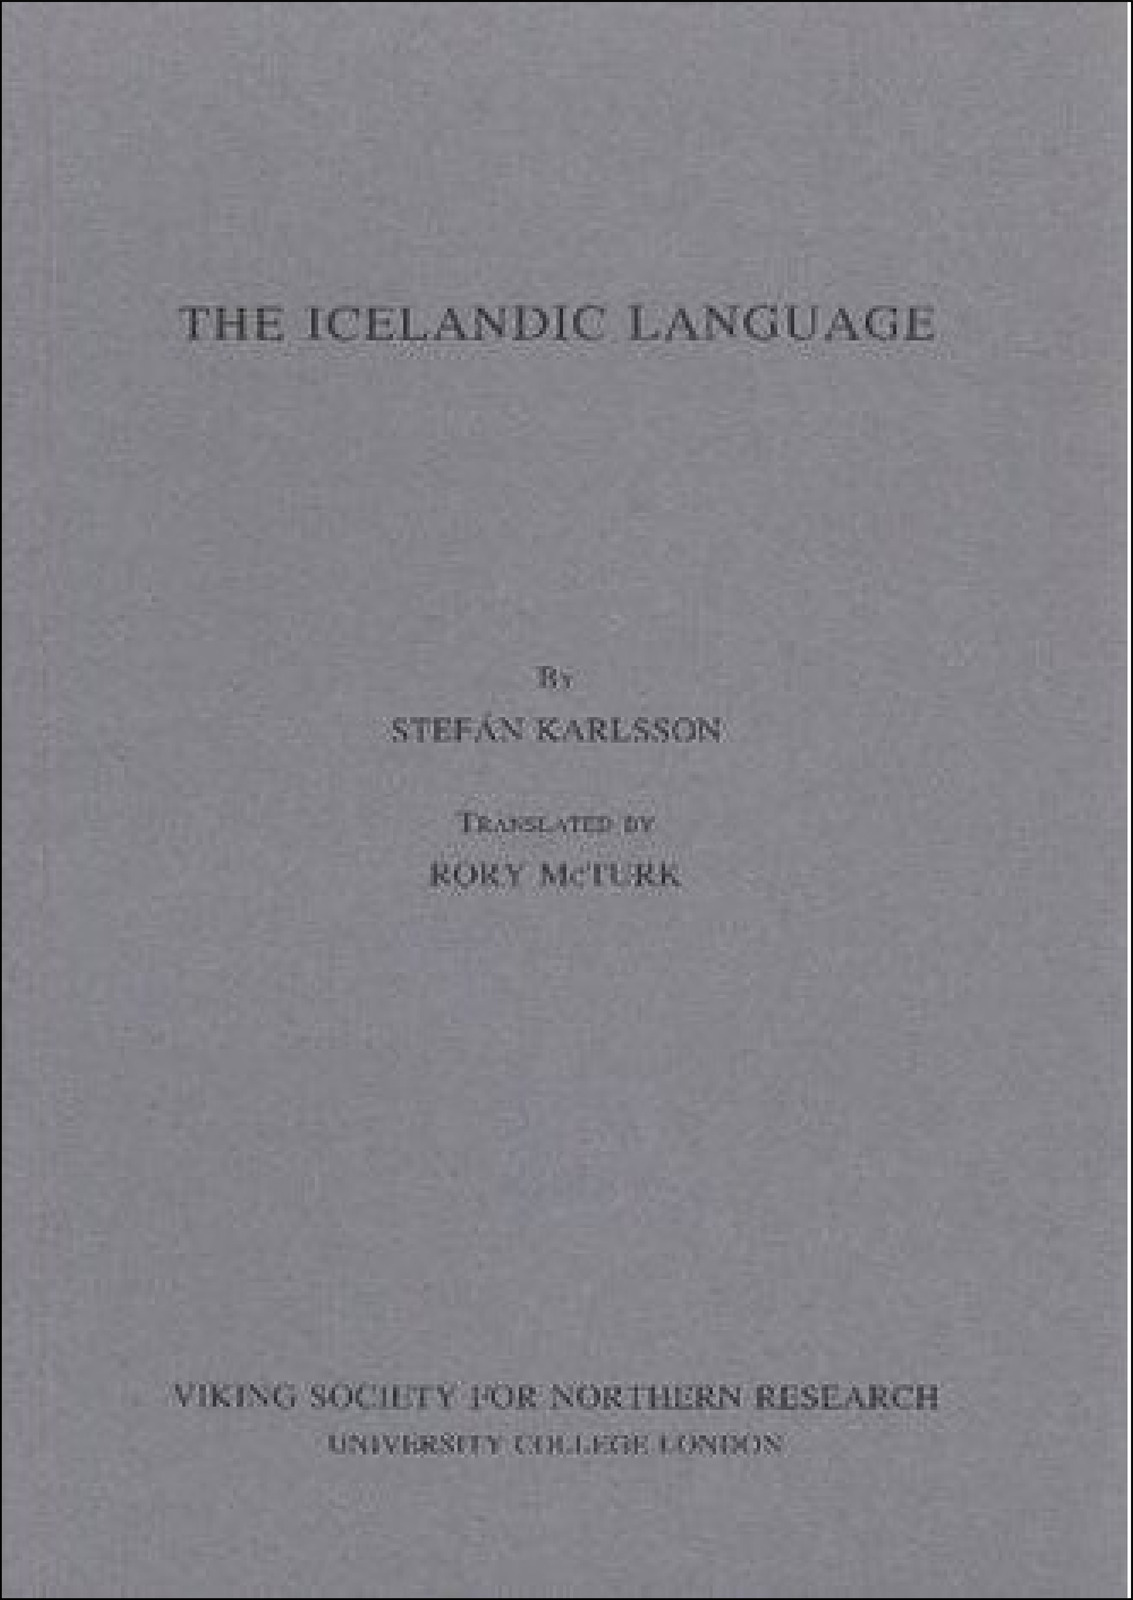 THE ICELANDIC LANGUAGE
BY
STEFÁN KARLSSON
TRANSLATED BY
RORY McTURK
VIKING SOCIETY FOR NORTHERN RESEARCH
UNIVERSITY COLLEGE LONDON